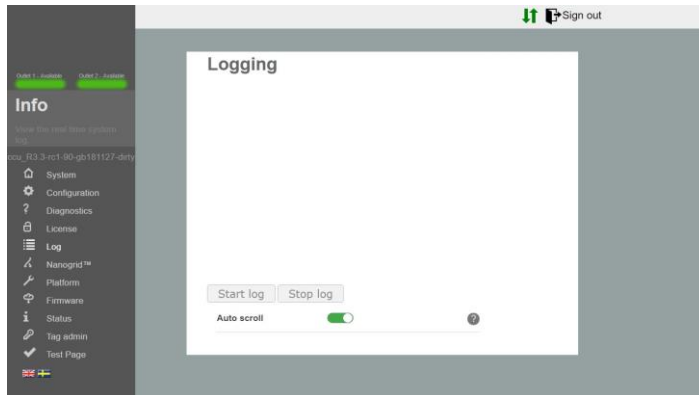 Sign out
Outlet 1 - Available Outlet 2 - Available
Info
View the real-time system
log.
ccu_R3.3-rc1-90-gb181127-dirty
System
Configuration
Diagnostics
License
Log
Nanogrid™
Platform
Firmware
Status
Tag admin
Test Page
Logging
Start log Stop log
Auto scroll